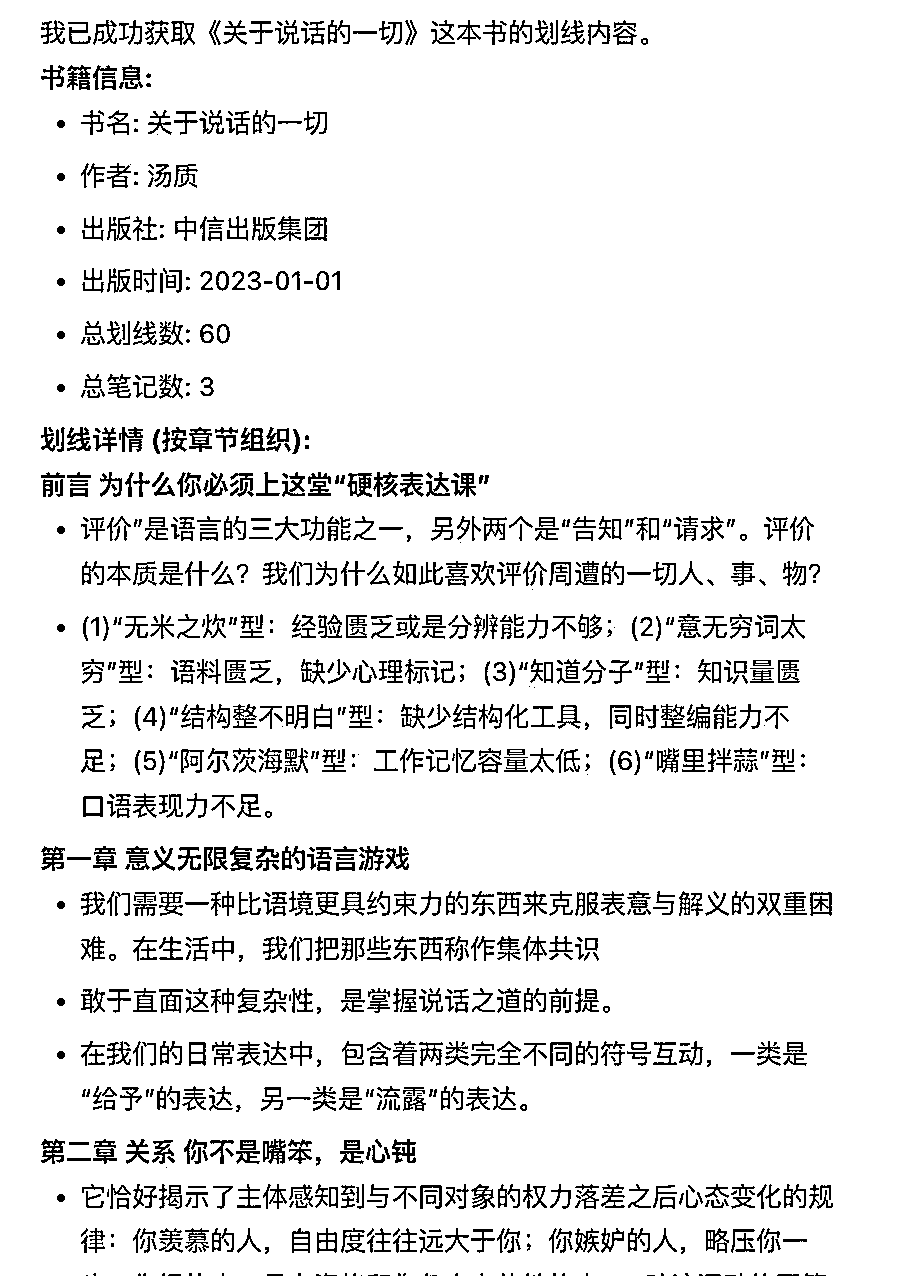 我已成功获取《关于说话的一切》这本书的划线内容。
书籍信息:
• 书名: 关于说话的一切
• 作者: 汤质
• 出版社: 中信出版集团
• 出版时间: 2023-01-01
• 总划线数: 60
• 总笔记数: 3
划线详情 (按章节组织):
前言 为什么你必须上这堂“硬核表达课”
• 评价”是语言的三大功能之一，另外两个是“告知”和“请求”。评价
的本质是什么？我们为什么如此喜欢评价周遭的一切人、事、物？
• (1)“无米之炊”型：经验匮乏或是分辨能力不够；(2)“意无穷词太
穷”型：语料匮乏，缺少心理标记；(3)“知道分子”型：知识量匮
乏；(4)“结构整不明白”型：缺少结构化工具，同时整编能力不
足；(5)“阿尔茨海默”型：工作记忆容量太低；(6)“嘴里拌蒜”型：
口语表现力不足。
第一章 意义无限复杂的语言游戏
• 我们需要一种比语境更具约束力的东西来克服表意与解义的双重困
难。在生活中，我们把那些东西称作集体共识
• 敢于直面这种复杂性，是掌握说话之道的前提。
• 在我们的日常表达中，包含着两类完全不同的符号互动，一类是
“给予”的表达，另一类是“流露”的表达。
第二章 关系 你不是嘴笨，是心钝
• 它恰好揭示了主体感知到与不同对象的权力落差之后心态变化的规
律：你羡慕的人，自由度往往远大于你；你嫉妒的人，略压你一